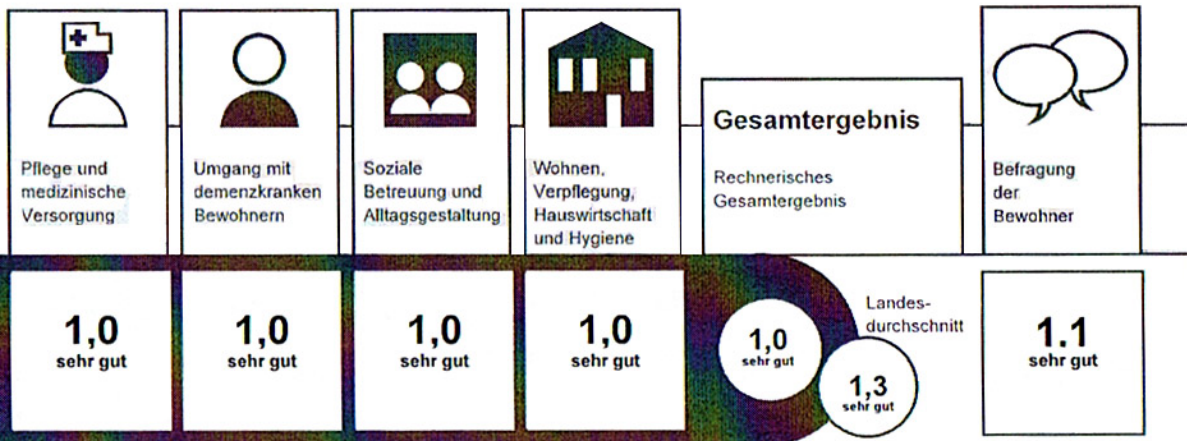 Pflege und
medizinische
Versorgung
Umgang mit
demenzkranken
Bewohnern
Soziale
Betreuung und
Alltagsgestaltung
Wohnen,
Verpflegung,
Hauswirtschaft
und Hygiene
Gesamtergebnis
Rechnerisches
Gesamtergebnis
Befragung
der
Bewohner
1,0
sehr gut
1,0
sehr gut
1,0
sehr gut
1,0
sehr gut
1,0
sehr gut
Landes-
durchschnitt
1,3
sehr gut
1.1
sehr gut